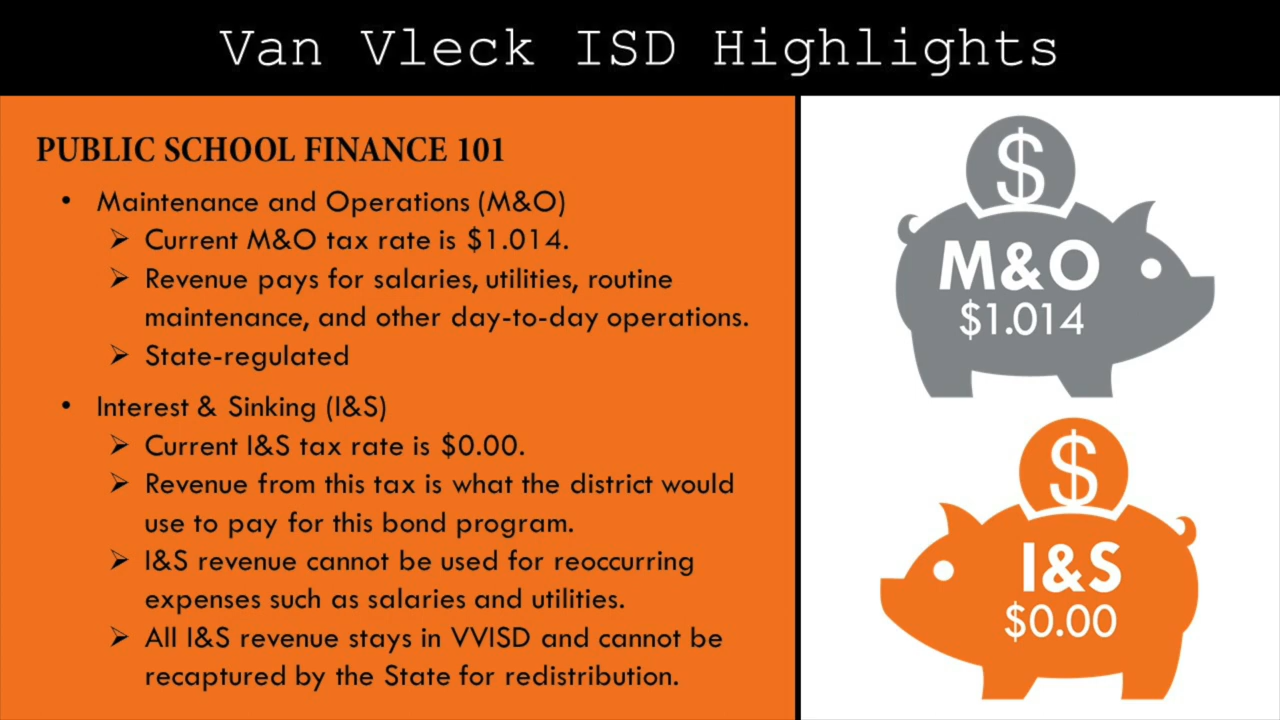 Van Vleck ISD Highlights
PUBLIC SCHOOL FINANCE 101
• Maintenance and Operations (M&O)
➢ Current M&O tax rate is $1.014.
➢ Revenue pays for salaries, utilities, routine
maintenance, and other day-to-day operations.
➢ State-regulated
• Interest & Sinking (I&S)
➢ Current I&S tax rate is $0.00.
➢ Revenue from this tax is what the district would
use to pay for this bond program.
➢ I&S revenue cannot be used for reoccurring
expenses such as salaries and utilities.
➢ All I&S revenue stays in VVISD and cannot be
recaptured by the State for redistribution.
$
M&O
$1.014
$
I&S
$0.00